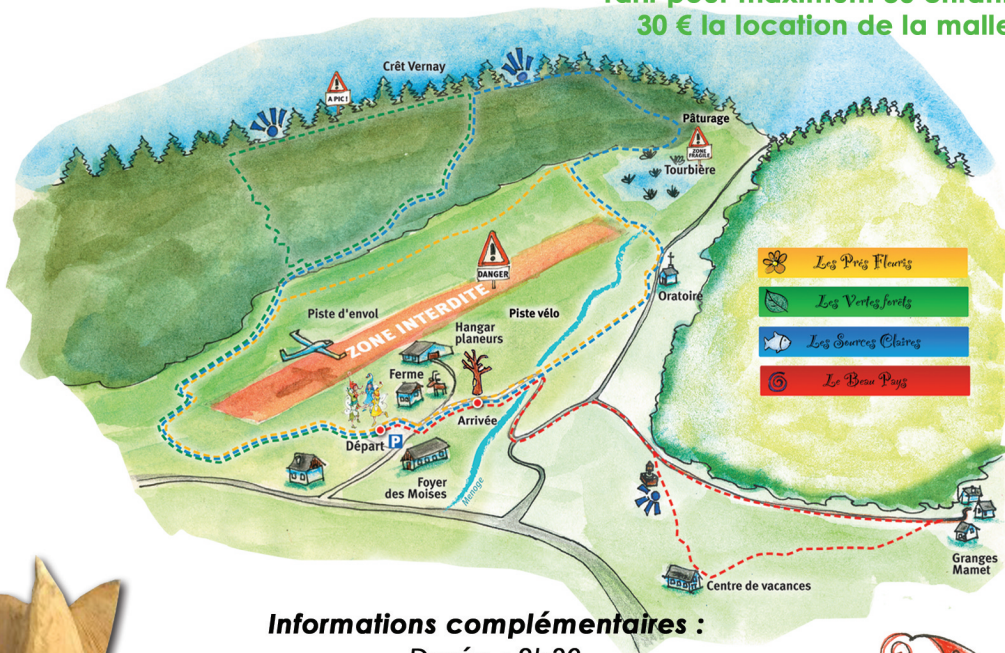 30 € la location de la malle
Crêt Vernay
A PIC !
Pâturage
ZONE
FRAGILE
Tourbière
DANGER
Les Prés Fleuris
Les Vertes forêts
Les Sources Claires
Le Beau Pays
Oratoire
Piste d'envol
ZONE INTERDITE
Piste vélo
Hangar
planeurs
Ferme
Arrivée
Départ
P
Foyer
des Moises
Manage
Granges
Mamet
Centre de vacances
Informations complémentaires :